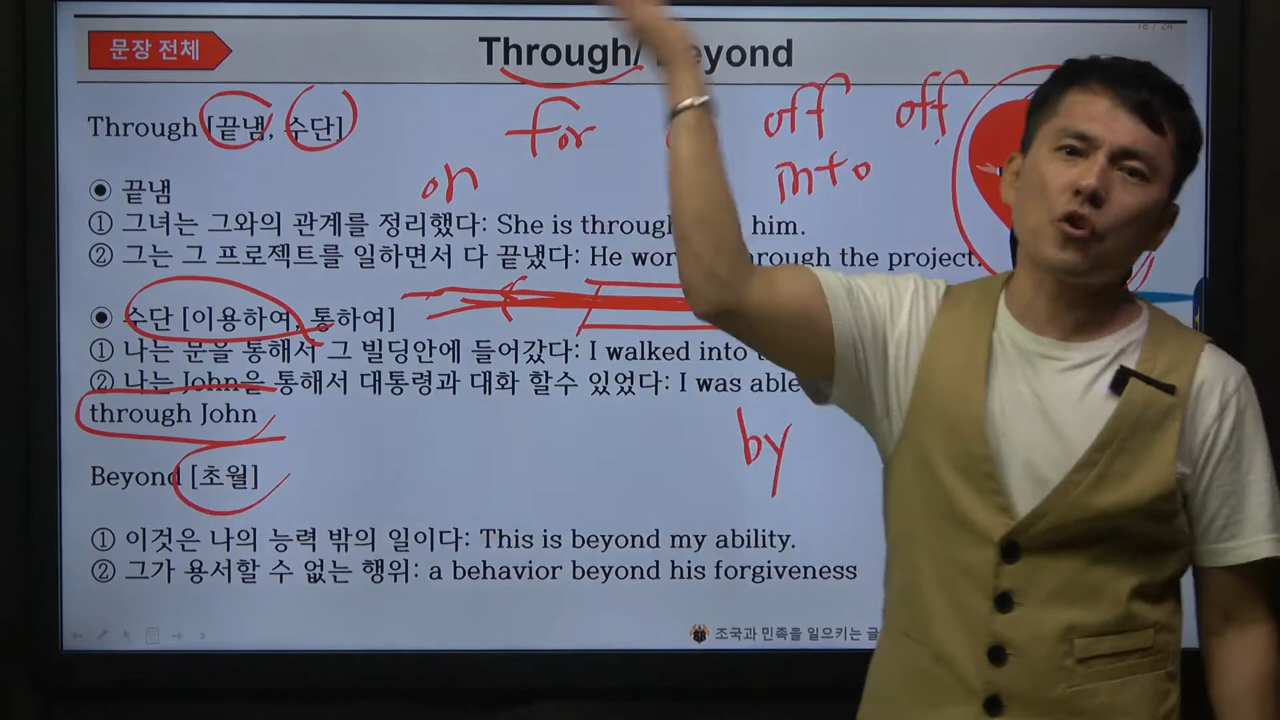 18 / 24
문장 전체
Through/ eyond
for off off
on into
Through [끝냄, 수단]
◉ 끝냄
① 그녀는 그와의 관계를 정리했다: She is throug him.
② 그는 그 프로젝트를 일하면서 다 끝냈다: He wor hrough the project.
◉ 수단 [이용하여, 통하여]
① 나는 문을 통해서 그 빌딩안에 들어갔다: I walked into
② 나는 John은 통해서 대통령과 대화 할수 있었다: I was able
through John
by
Beyond [초월]
① 이것은 나의 능력 밖의 일이다: This is beyond my ability.
② 그가 용서할 수 없는 행위: a behavior beyond his forgiveness
조국과 민족을 일으키는 글